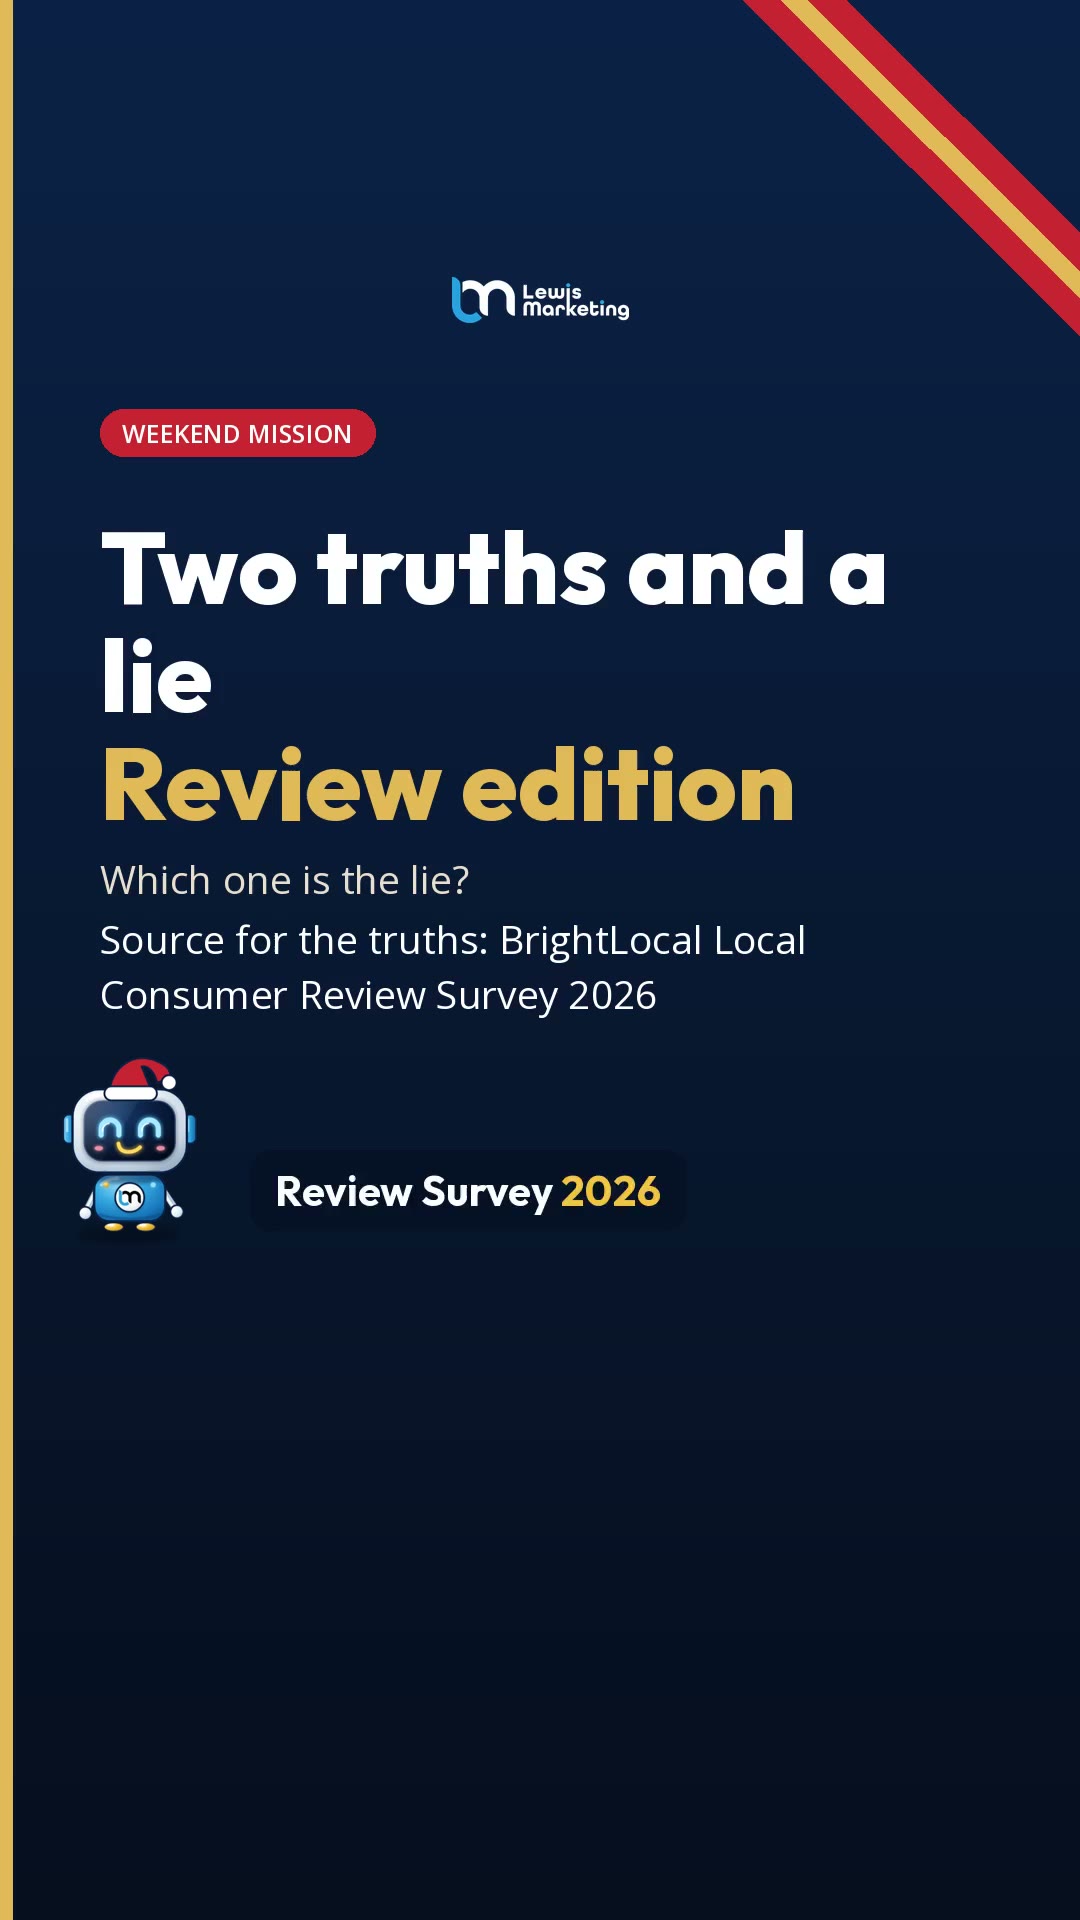 Lewis
Marketing
WEEKEND MISSION
Two truths and a
lie
Review edition
Which one is the lie?
Source for the truths: BrightLocal Local
Consumer Review Survey 2026
Review Survey 2026